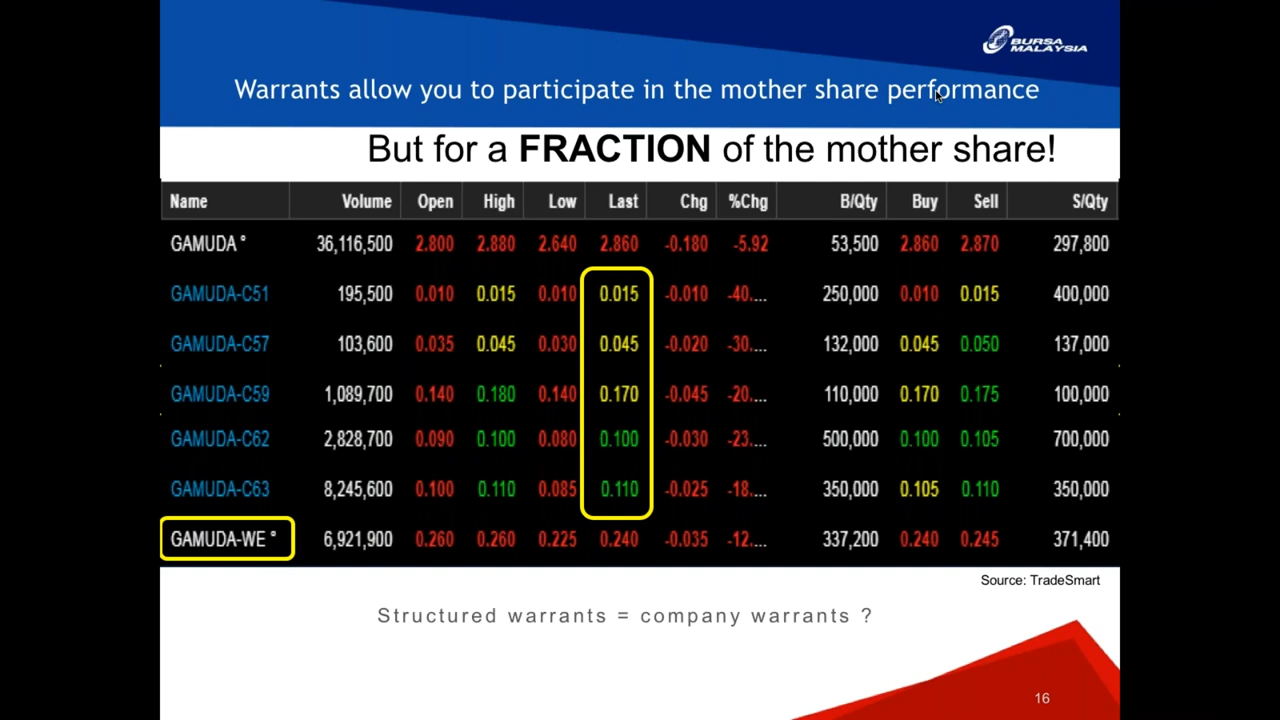 BURSA
MALAYSIA
Warrants allow you to participate in the mother share performance
But for a FRACTION of the mother share!
Name Volume Open High Low Last Chg %Chg B/Qty Buy Sell S/Qty
GAMUDA ° 36,116,500 2.800 2.880 2.640 2.860 -0.180 -5.92 53,500 2.860 2.870 297,800
GAMUDA-C51 195,500 0.010 0.015 0.010 0.015 -0.010 -40.... 250,000 0.010 0.015 400,000
GAMUDA-C57 103,600 0.035 0.045 0.030 0.045 -0.020 -30.... 132,000 0.045 0.050 137,000
GAMUDA-C59 1,089,700 0.140 0.180 0.140 0.170 -0.045 -20.... 110,000 0.170 0.175 100,000
GAMUDA-C62 2,828,700 0.090 0.100 0.080 0.100 -0.030 -23.... 500,000 0.100 0.105 700,000
GAMUDA-C63 8,245,600 0.100 0.110 0.085 0.110 -0.025 -18.... 350,000 0.105 0.110 350,000
GAMUDA-WE ° 6,921,900 0.260 0.260 0.225 0.240 -0.035 -12.... 337,200 0.240 0.245 371,400
Source: TradeSmart
Structured warrants = company warrants ?
16